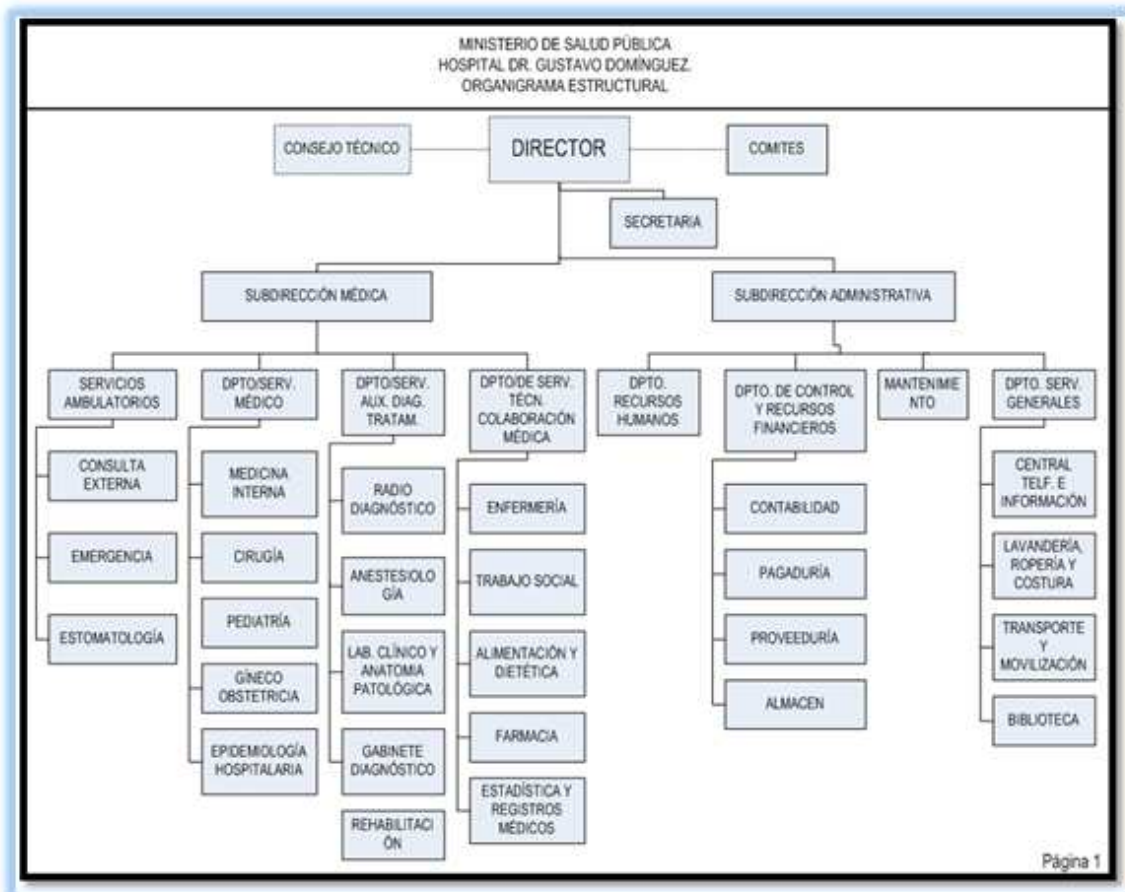 MINISTERIO DE SALUD PÚBLICA
HOSPITAL DR. GUSTAVO DOMÍNGUEZ.
ORGANIGRAMA ESTRUCTURAL
CONSEJO TÉCNICO
DIRECTOR
COMITES
SECRETARIA
SUBDIRECCIÓN MÉDICA
SUBDIRECCIÓN ADMINISTRATIVA
SERVICIOS
AMBULATORIOS
DPTO/SERV.
MÉDICO
DPTO/SERV.
AUX. DIAG.
TRATAM.
DPTO/DE SERV.
TÉCN.
COLABORACIÓN
MÉDICA
DPTO.
RECURSOS
HUMANOS
DPTO. DE CONTROL
Y RECURSOS
FINANCIEROS
MANTENIMIE
NTO
DPTO. SERV.
GENERALES
CONSULTA
EXTERNA
EMERGENCIA
ESTOMATOLOGÍA
MEDICINA
INTERNA
CIRUGÍA
PEDIATRÍA
GÍNECO
OBSTETRICIA
EPIDEMIOLOGÍA
HOSPITALARIA
RADIO
DIAGNÓSTICO
ANESTESIOLO
GÍA
LAB. CLÍNICO Y
ANATOMIA
PATOLÓGICA
GABINETE
DIAGNÓSTICO
REHABILITACI
ÓN
ENFERMERÍA
TRABAJO SOCIAL
ALIMENTACIÓN Y
DIETÉTICA
FARMACIA
ESTADÍSTICA Y
REGISTROS
MÉDICOS
CONTABILIDAD
PAGADURÍA
PROVEEDURÍA
ALMACEN
CENTRAL
TELF. E
INFORMACIÓN
LAVANDERÍA,
ROPERÍA Y
COSTURA
TRANSPORTE
Y
MOVILIZACIÓN
BIBLIOTECA
Página 1